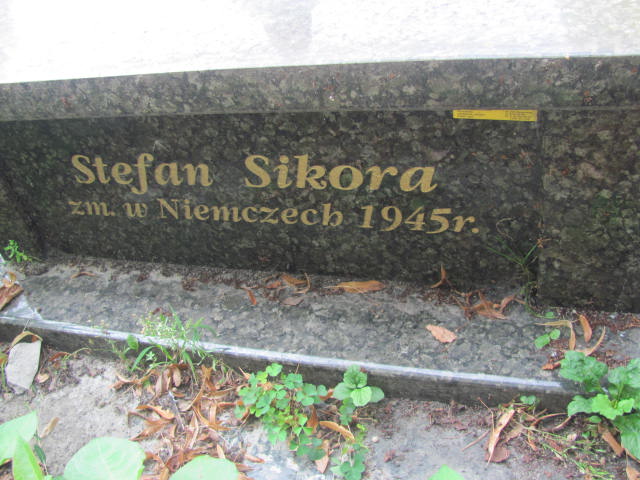 Stefan Sikora
zm. w Niemczech 1945r.